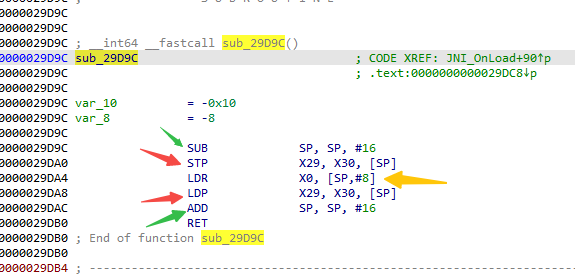 0000029D9C ; S U B R O U T I N E
0000029D9C
0000029D9C
0000029D9C ; __int64 __fastcall sub_29D9C()
0000029D9C sub_29D9C ; CODE XREF: JNI_OnLoad+90↑p
0000029D9C ; .text:0000000000029DC8↓p
0000029D9C
0000029D9C var_10 = -0x10
0000029D9C var_8 = -8
0000029D9C
0000029D9C SUB SP, SP, #16
0000029DA0 STP X29, X30, [SP]
0000029DA4 LDR X0, [SP,#8]
0000029DA8 LDP X29, X30, [SP]
0000029DAC ADD SP, SP, #16
0000029DB0 RET
0000029DB0 ; End of function sub_29D9C
0000029DB0
0000029DB4 ; ---------------------------------------------------------------------------